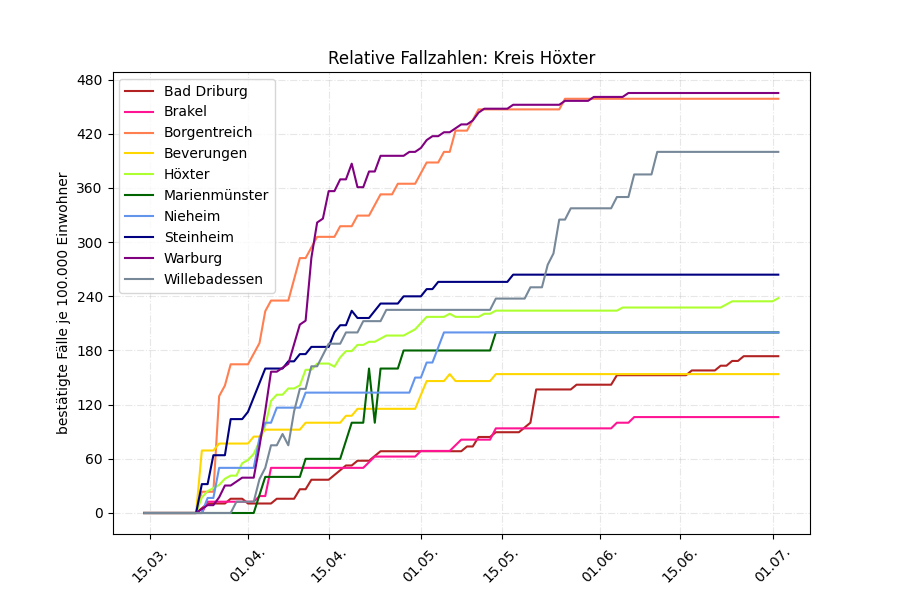 Relative Fallzahlen: Kreis Höxter
bestätigte Fälle je 100.000 Einwohner
480
420
360
300
240
180
120
60
0
Bad Driburg
Brakel
Borgentreich
Beverungen
Höxter
Marienmünster
Nieheim
Steinheim
Warburg
Willebadessen
15.03.
01.04.
15.04.
01.05.
15.05.
01.06.
15.06.
01.07.